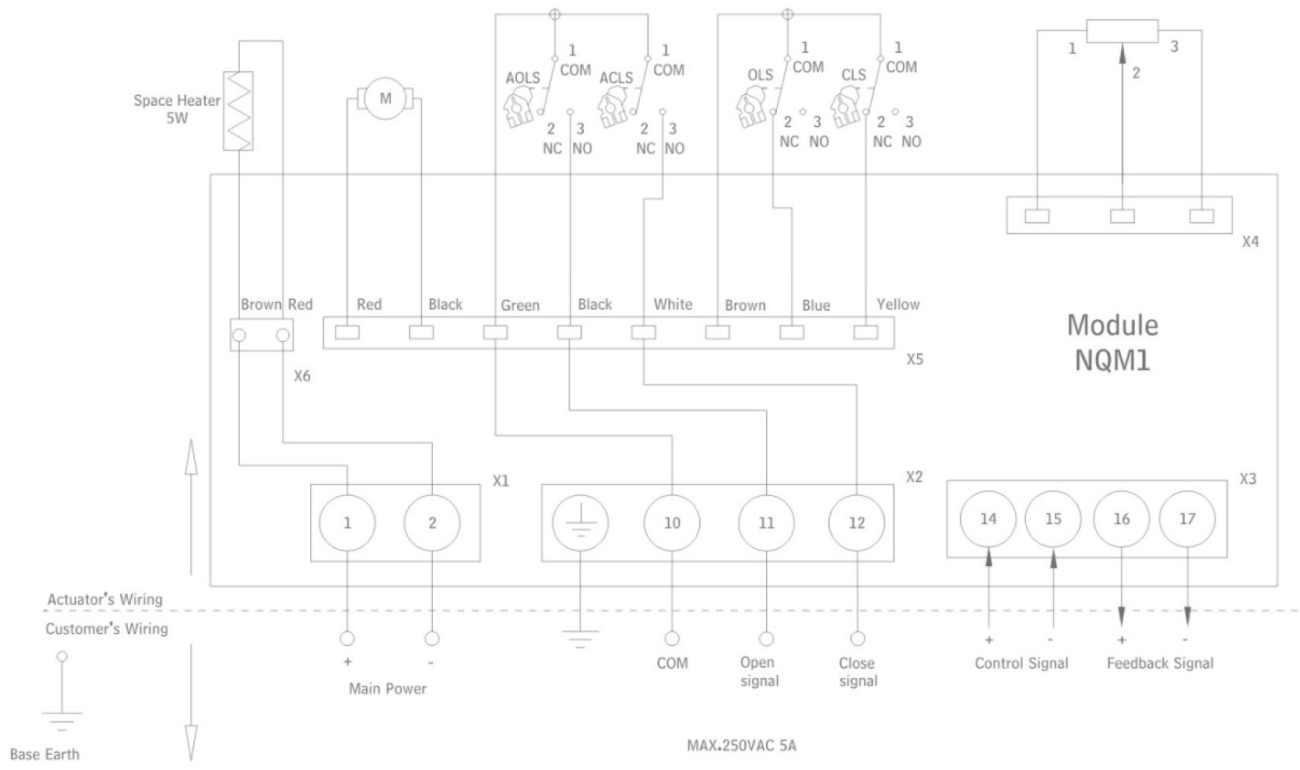 1
COM
1
COM
1
COM
1
COM
1
3
2
AOLS
ACLS
OLS
CLS
Space Heater
5W
M
2
3
2
3
2
3
2
3
NC
NO
NC
NO
NC
NO
NC
NO
X4
Brown
Red
Red
Black
Green
Black
White
Brown
Blue
Yellow
Module
NQM1
X6
X5
X1
X2
X3
1
2
10
11
12
14
15
16
17
Actuator's Wiring
Customer's Wiring
+
-
Main Power
COM
Open
signal
Close
signal
+
-
Control Signal
+
-
Feedback Signal
Base Earth
MAX.250VAC 5A